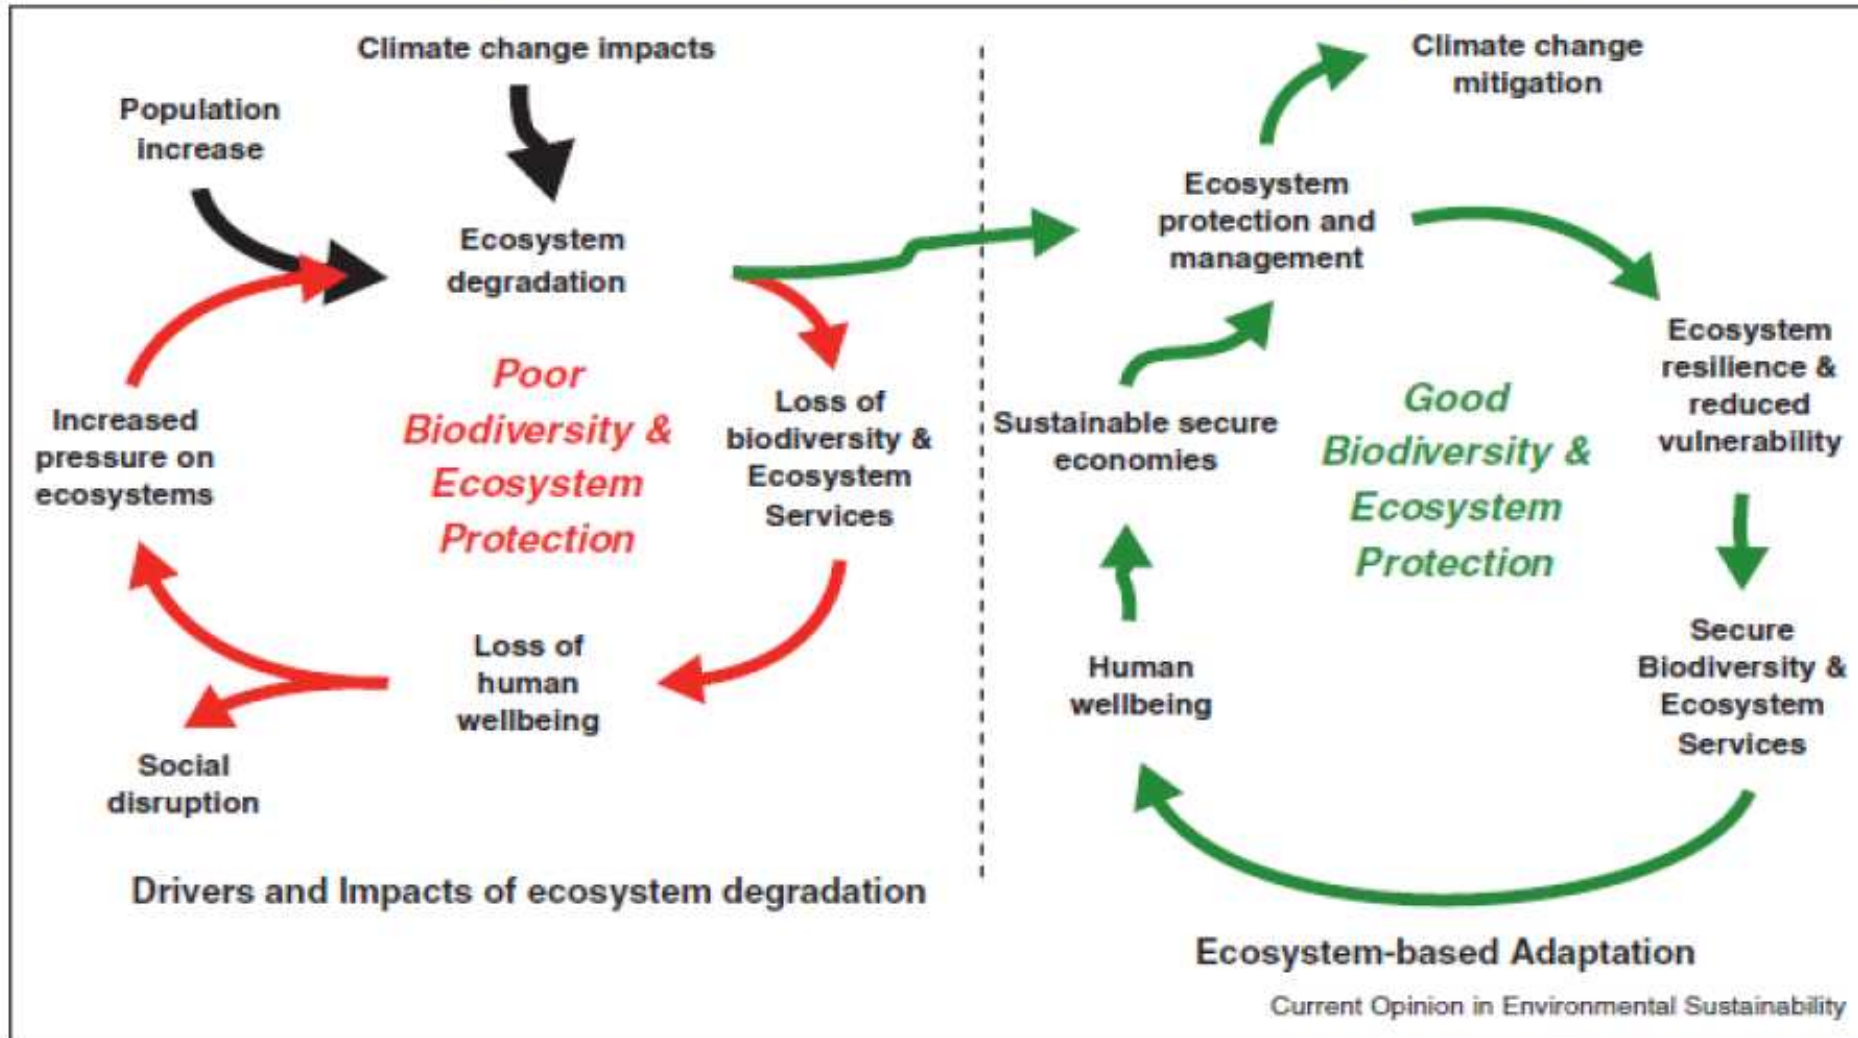 Climate change impacts
Population
increase
Ecosystem
degradation
Poor
Biodiversity &
Ecosystem
Protection
Loss of
biodiversity &
Ecosystem
Services
Increased
pressure on
ecosystems
Loss of
human
wellbeing
Social
disruption
Drivers and Impacts of ecosystem degradation
Climate change
mitigation
Ecosystem
protection and
management
Ecosystem
resilience &
reduced
vulnerability
Sustainable secure
economies
Good
Biodiversity &
Ecosystem
Protection
Secure
Biodiversity &
Ecosystem
Services
Human
wellbeing
Ecosystem-based Adaptation
Current Opinion in Environmental Sustainability